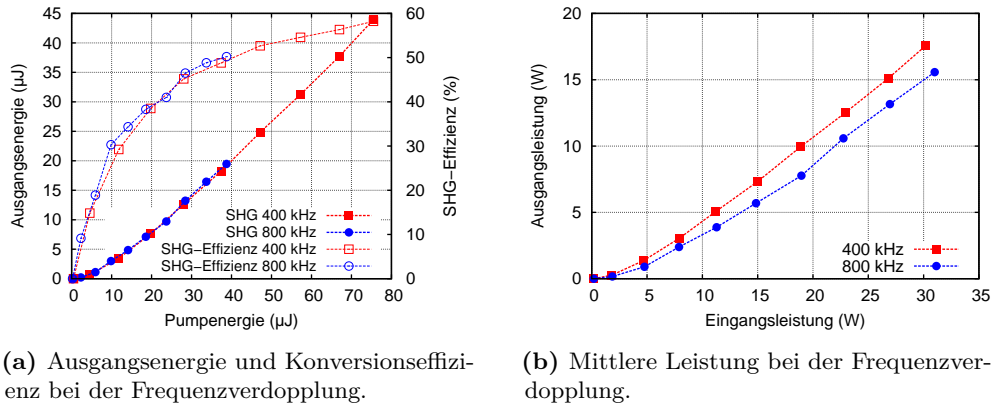 45
40
35
30
25
20
15
10
5
0
Ausgangsenergie (µJ)
60
50
40
30
20
10
0
SHG−Effizienz (%)
SHG 400 kHz
SHG 800 kHz
SHG−Effizienz 400 kHz
SHG−Effizienz 800 kHz
0 10 20 30 40 50 60 70 80
Pumpenergie (µJ)
(a) Ausgangsenergie und Konversionseffizi-
enz bei der Frequenzverdopplung.
20
15
10
5
0
Ausgangsleistung (W)
400 kHz
800 kHz
0 5 10 15 20 25 30 35
Eingangsleistung (W)
(b) Mittlere Leistung bei der Frequenzver-
dopplung.